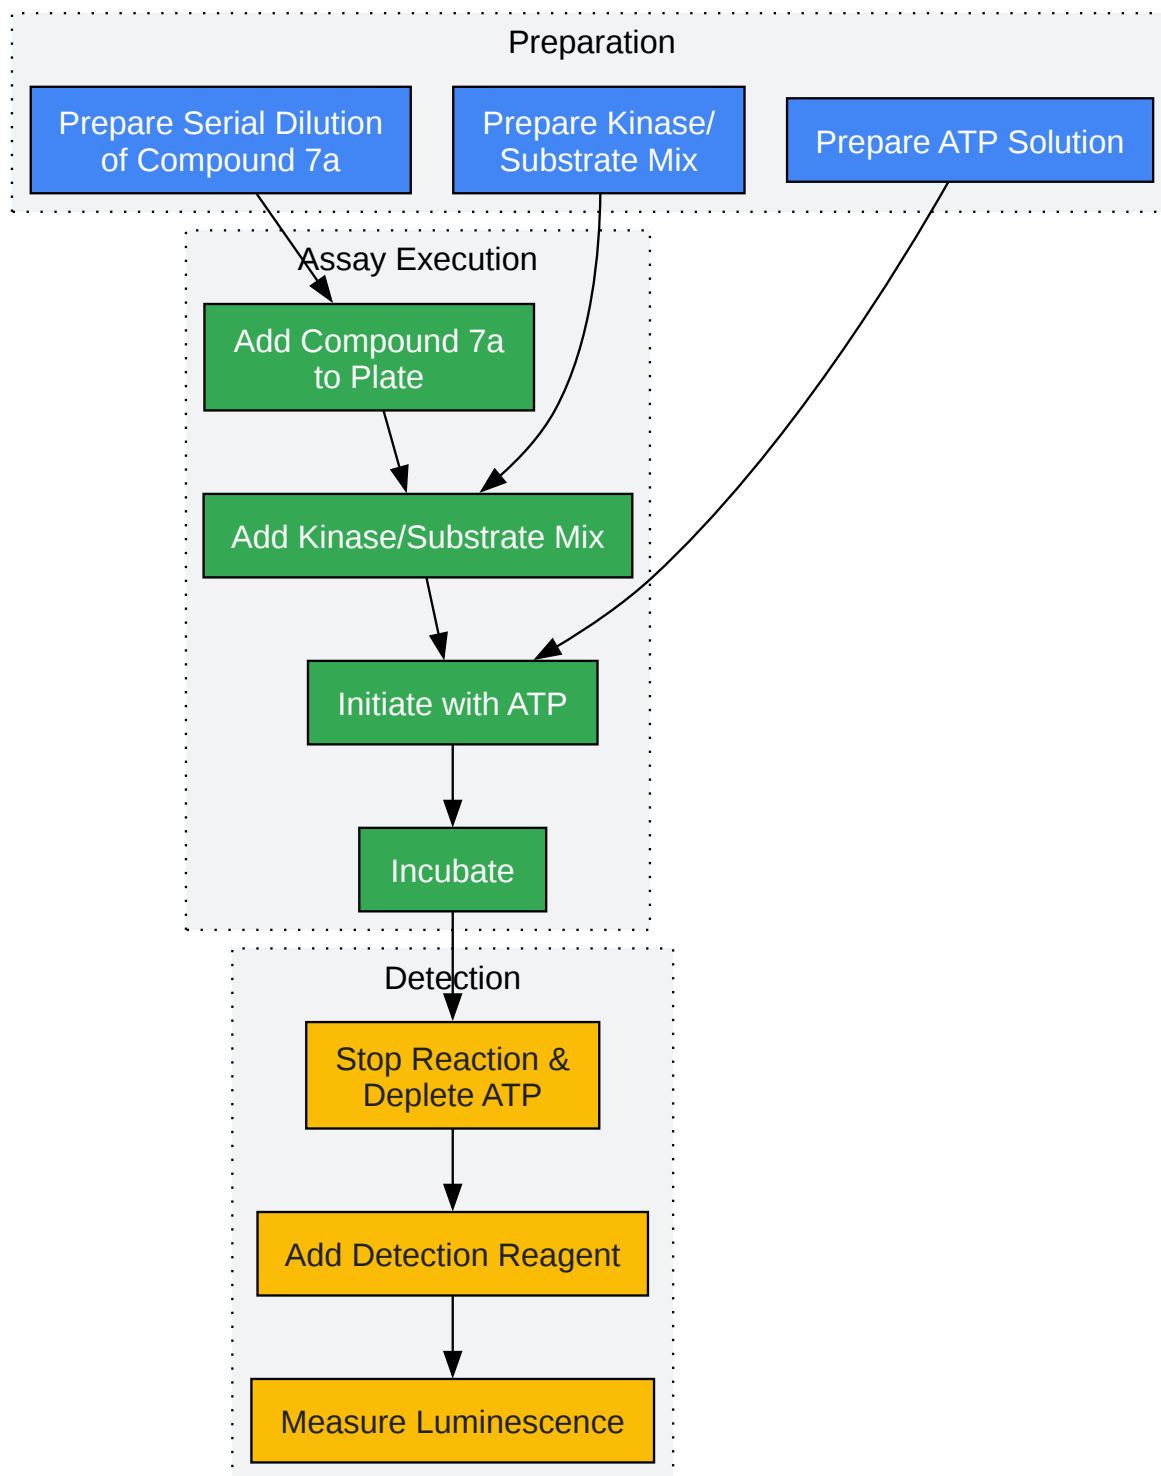 Preparation
Prepare Serial Dilution
of Compound 7a
Prepare Kinase/
Substrate Mix
Prepare ATP Solution
Assay Execution
Add Compound 7a
to Plate
Add Kinase/Substrate Mix
Initiate with ATP
Incubate
Detection
Stop Reaction &
Deplete ATP
Add Detection Reagent
Measure Luminescence